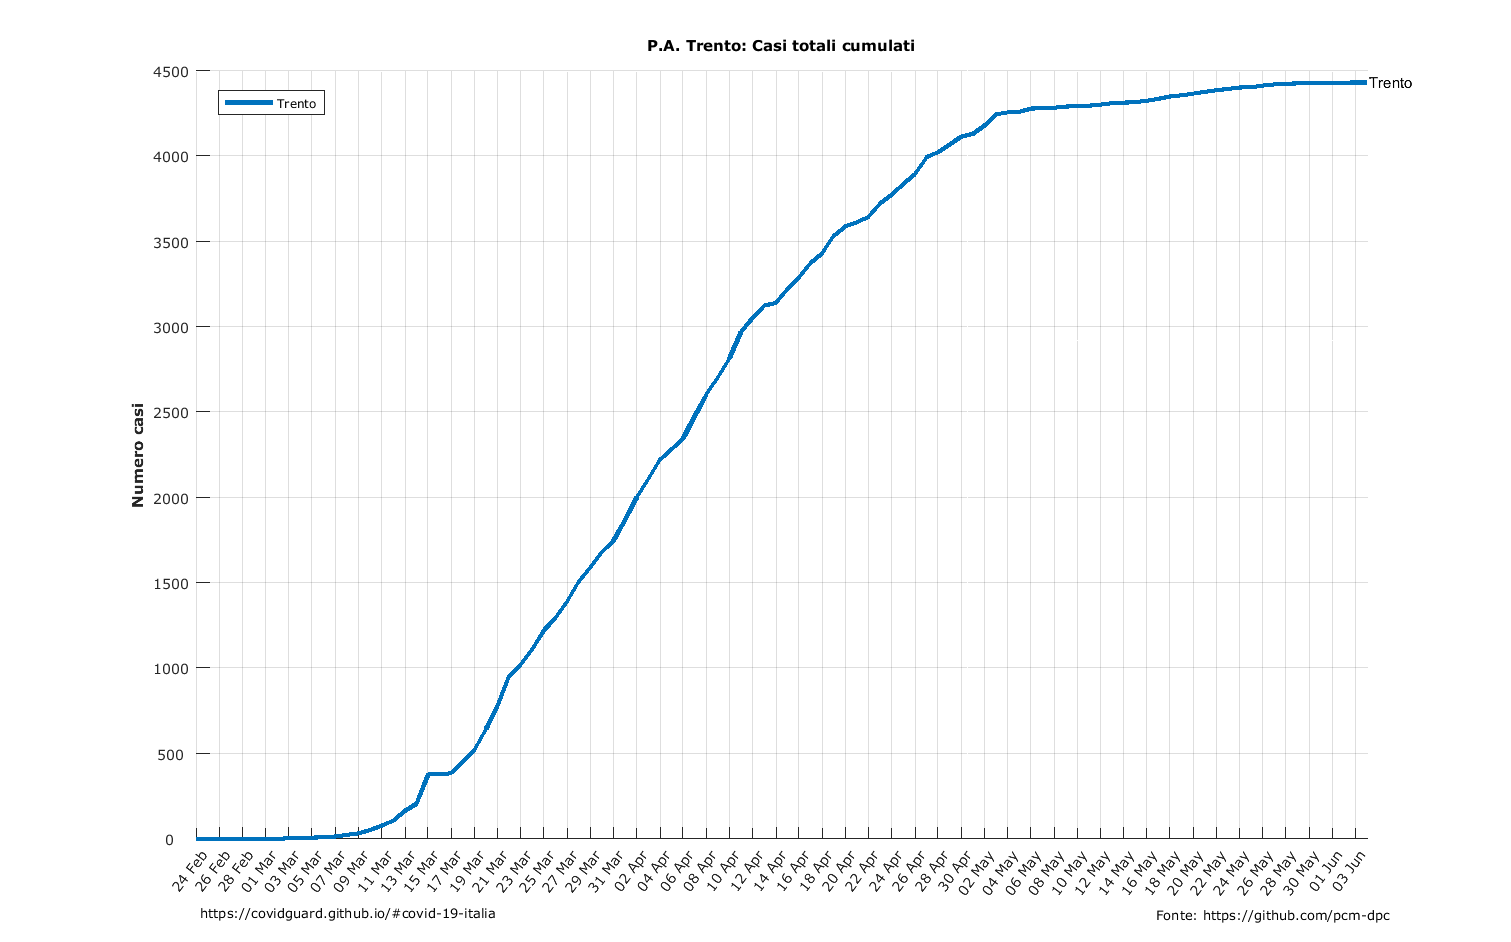 P.A. Trento: Casi totali cumulati
Trento
Trento
Numero casi
4500
4000
3500
3000
2500
2000
1500
1000
500
0
24 Feb
26 Feb
28 Feb
01 Mar
03 Mar
05 Mar
07 Mar
09 Mar
11 Mar
13 Mar
15 Mar
17 Mar
19 Mar
21 Mar
23 Mar
25 Mar
27 Mar
29 Mar
31 Mar
02 Apr
04 Apr
06 Apr
08 Apr
10 Apr
12 Apr
14 Apr
16 Apr
18 Apr
20 Apr
22 Apr
24 Apr
26 Apr
28 Apr
30 Apr
02 May
04 May
06 May
08 May
10 May
12 May
14 May
16 May
18 May
20 May
22 May
24 May
26 May
28 May
30 May
01 Jun
03 Jun
https://covidguard.github.io/#covid-19-italia
Fonte: https://github.com/pcm-dpc